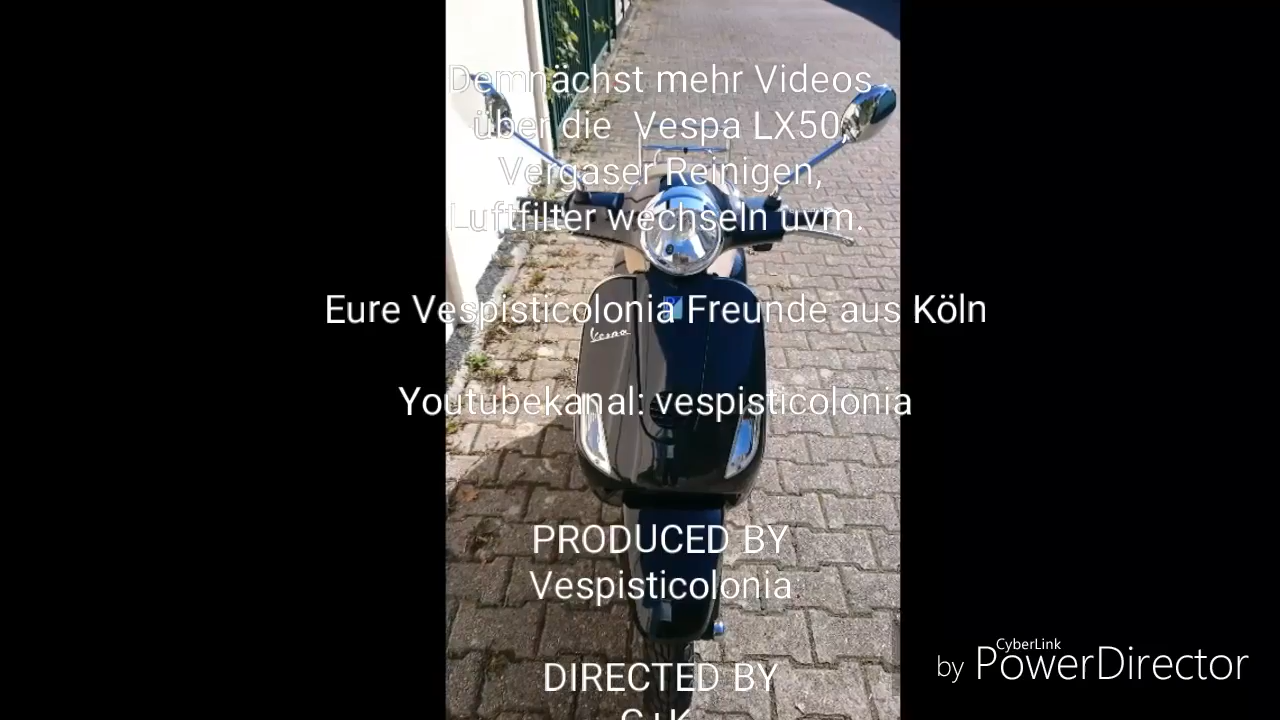 Demnächst mehr Videos
über die Vespa LX50
Vergaser Reinigen,
Luftfilter wechseln uvm.
Eure Vespisticolonia Freunde aus Köln
Vespa
Youtubekanal: vespisticolonia
PRODUCED BY
Vespisticolonia
DIRECTED BY
CyberLink
by PowerDirector